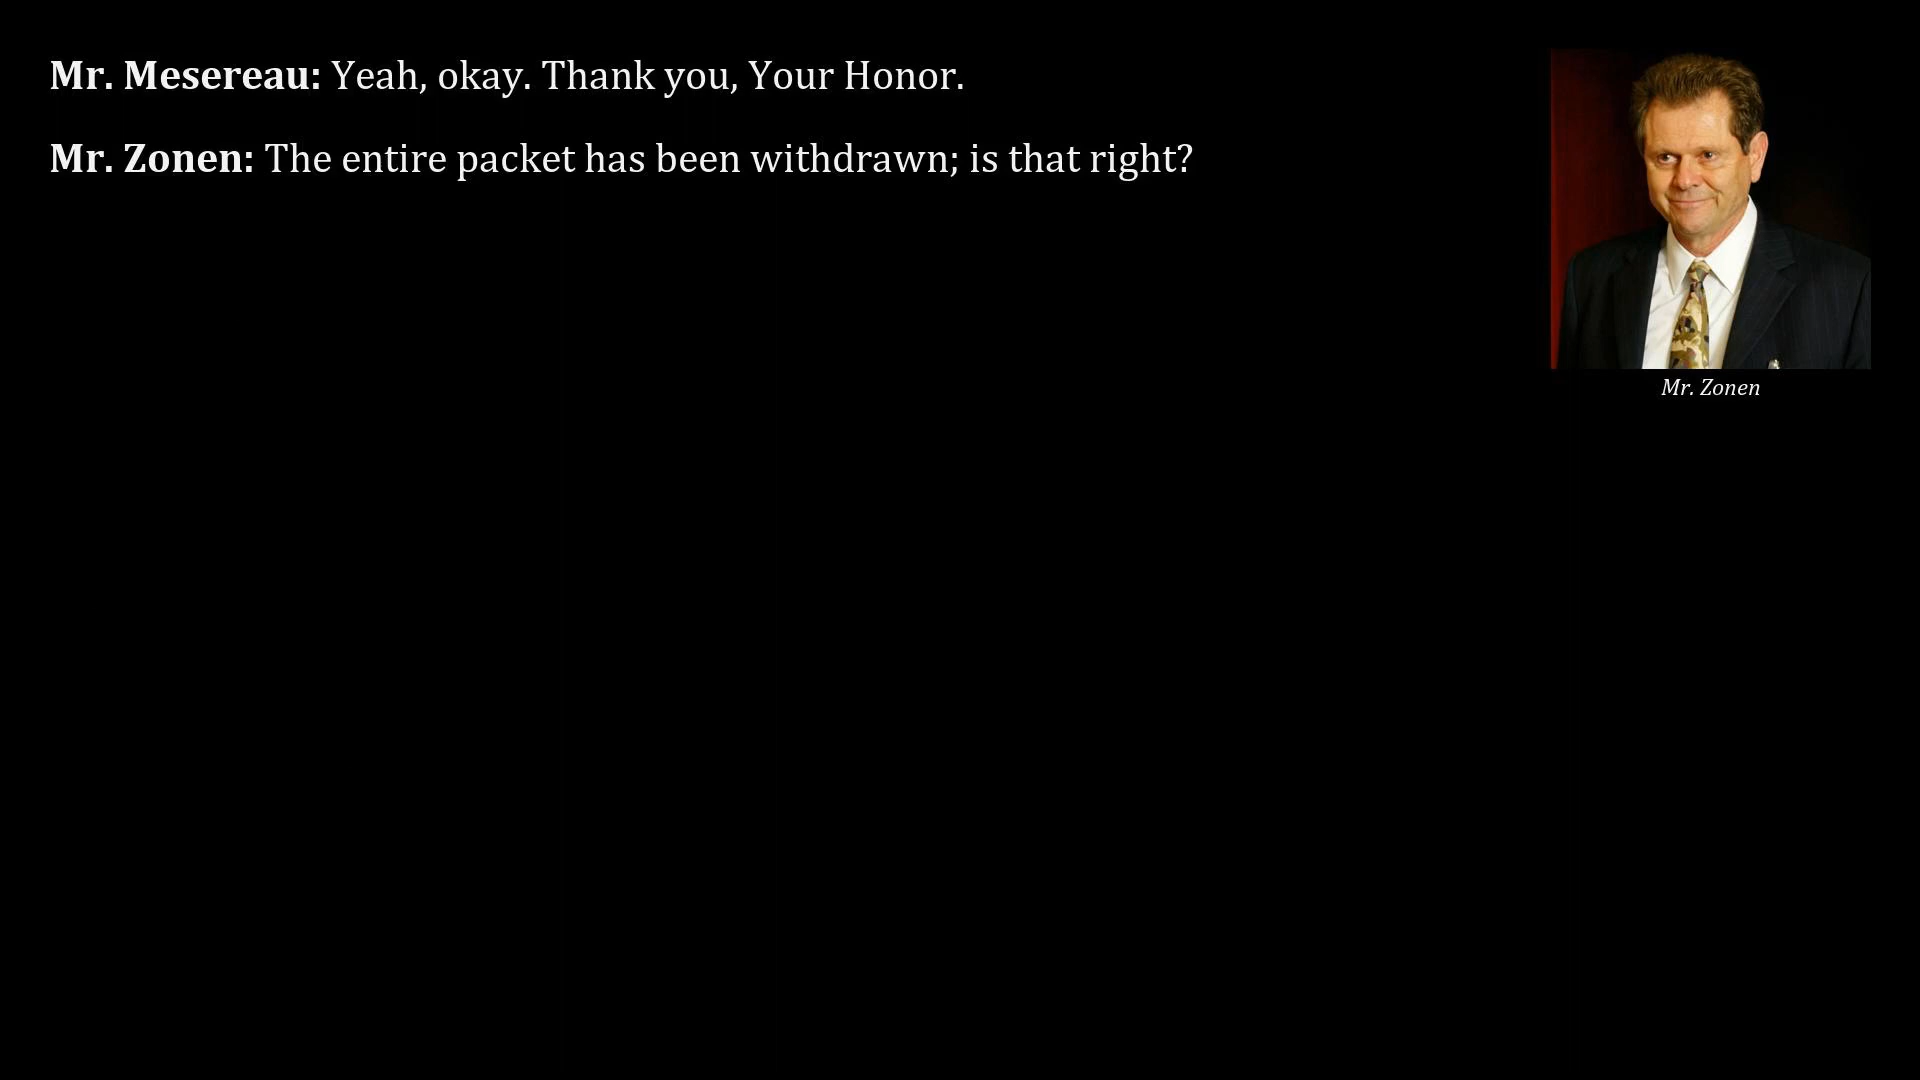 Mr. Mesereau: Yeah, okay. Thank you, Your Honor.
Mr. Zonen: The entire packet has been withdrawn; is that right?
Mr. Zonen